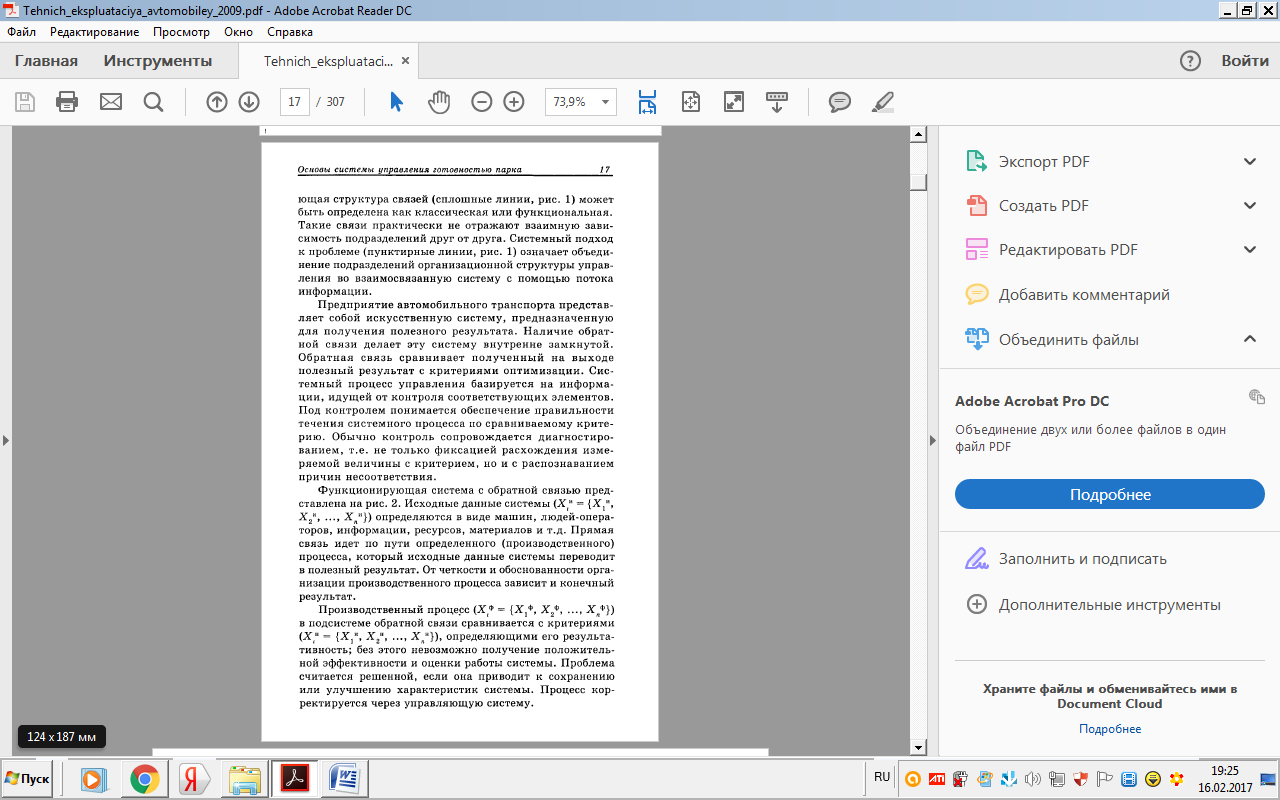 Tehnich_ekspluataciya_avtomobiley_2009.pdf - Adobe Acrobat Reader DC
Файл Редактирование Просмотр Окно Справка
Главная Инструменты Tehnich_ekspluataci... × ? Войти
17 / 307 73,9%
Основы системы управления готовностью парка 17
ющая структура связей (сплошные линии, рис. 1) может
быть определена как классическая или функциональная.
Такие связи практически не отражают взаимную зави-
симость подразделений друг от друга. Системный подход
к проблеме (пунктирные линии, рис. 1) означает объеди-
нение подразделений организационной структуры управ-
ления во взаимосвязанную систему с помощью потока
информации.
Предприятие автомобильного транспорта представ-
ляет собой искусственную систему, предназначенную
для получения полезного результата. Наличие обрат-
ной связи делает эту систему внутренне замкнутой.
Обратная связь сравнивает полученный на выходе
полезный результат с критериями оптимизации. Сис-
темный процесс управления базируется на информа-
ции, идущей от контроля соответствующих элементов.
Под контролем понимается обеспечение правильности
течения системного процесса по сравниваемому крите-
рию. Обычно контроль сопровождается диагностиро-
ванием, т.е. не только фиксацией расхождения изме-
ряемой величины с критерием, но и с распознаванием
причин несоответствия.
Функционирующая система с обратной связью пред-
ставлена на рис. 2. Исходные данные системы (Xᵢᴻ = {X₁ᴻ,
X₂ᴻ, ..., Xₙᴻ}) определяются в виде машин, людей-опера-
торов, информации, ресурсов, материалов и т.д. Прямая
связь идет по пути определенного (производственного)
процесса, который исходные данные системы переводит
в полезный результат. От четкости и обоснованности орга-
низации производственного процесса зависит и конечный
результат.
Производственный процесс (Xᵢᶲ = {X₁ᶲ, X₂ᶲ, ..., Xₙᶲ})
в подсистеме обратной связи сравнивается с критериями
(Xᵢᴻ = {X₁ᴻ, X₂ᴻ, ..., Xₙᴻ}), определяющими его результа-
тивность; без этого невозможно получение положитель-
ной эффективности и оценки работы системы. Проблема
считается решенной, если она приводит к сохранению
или улучшению характеристик системы. Процесс кор-
ректируется через управляющую систему.
124 x 187 мм
Экспорт PDF
Создать PDF
Редактировать PDF
Добавить комментарий
Объединить файлы
Adobe Acrobat Pro DC
Объединение двух или более файлов в один
файл PDF
Подробнее
Заполнить и подписать
Дополнительные инструменты
Храните файлы и обменивайтесь ими в
Document Cloud
Подробнее
Пуск Я W RU ATI 19:25
16.02.2017